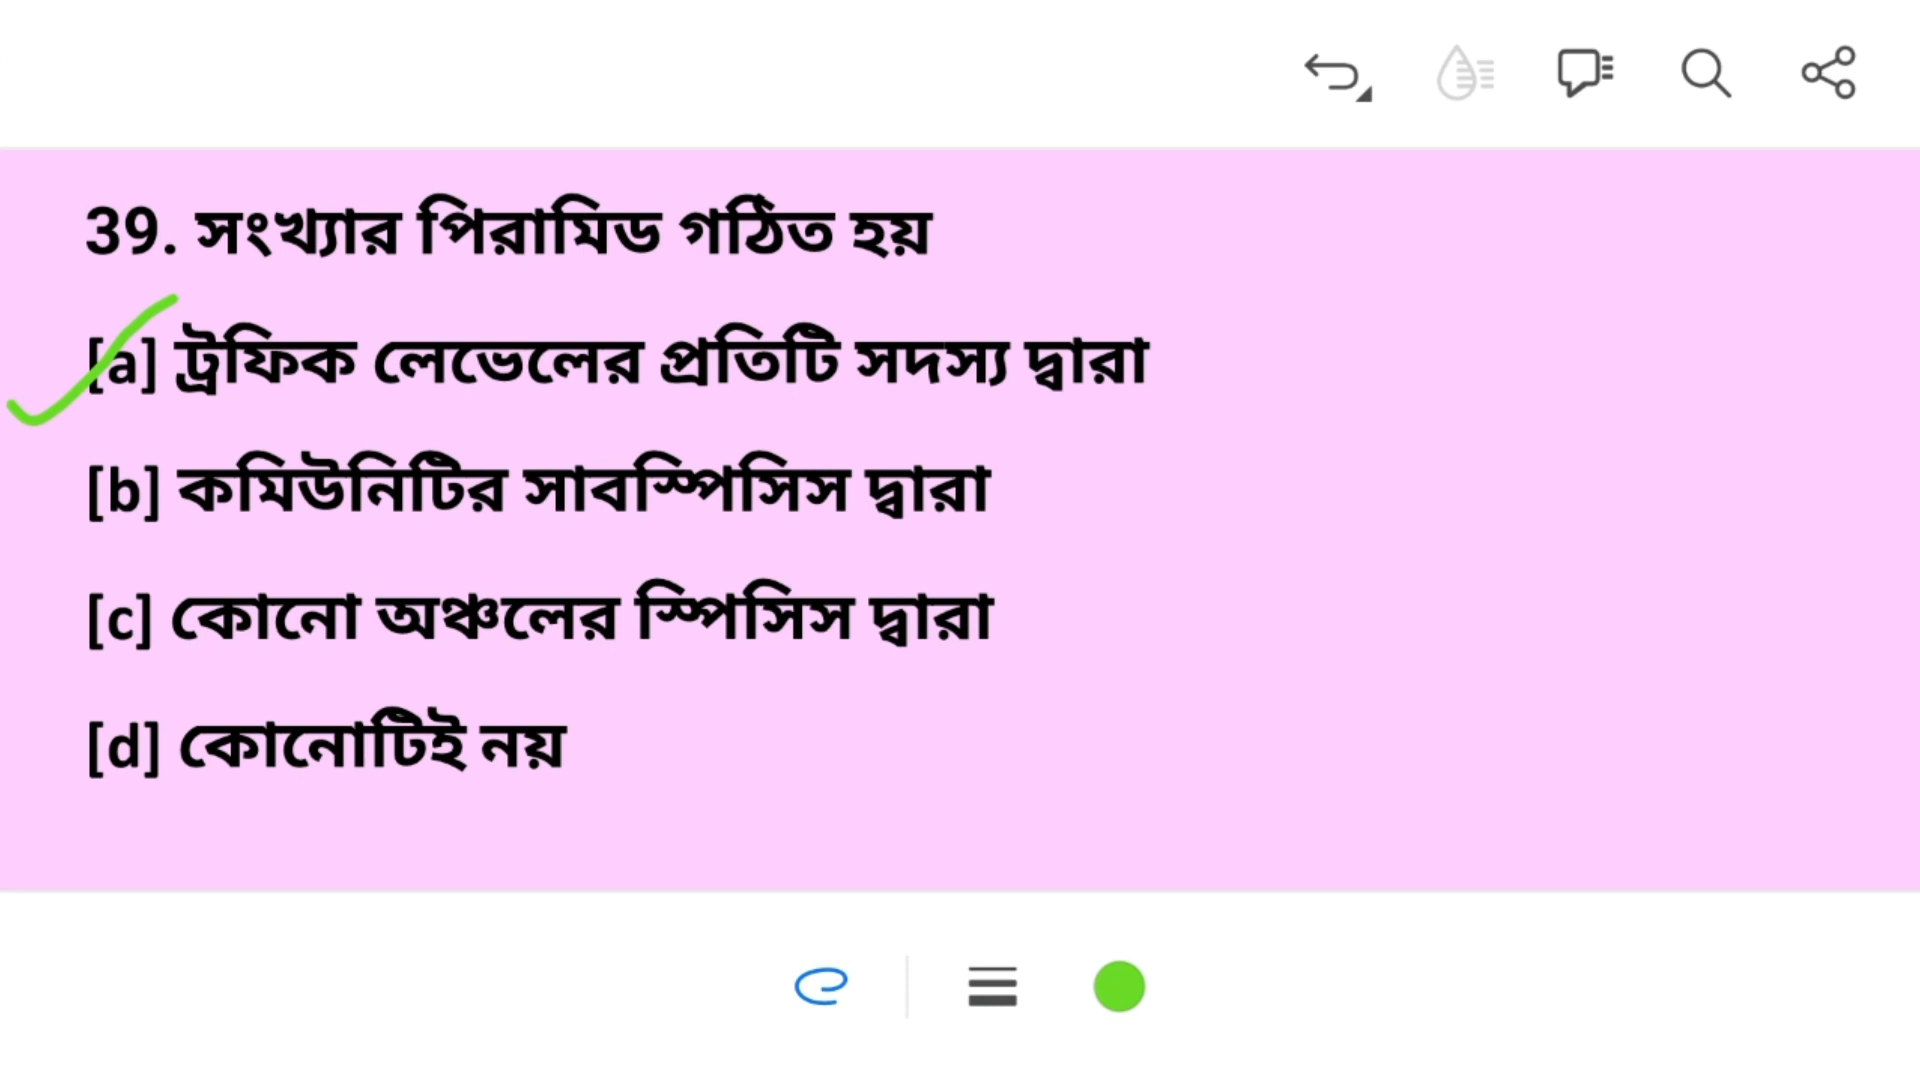 39. সংখ্যার পিরামিড গঠিত হয়
[a] ট্রফিক লেভেলের প্রতিটি সদস্য দ্বারা
[b] কমিউনিটির সাবস্পিসিস দ্বারা
[c] কোনো অঞ্চলের স্পিসিস দ্বারা
[d] কোনোটিই নয়